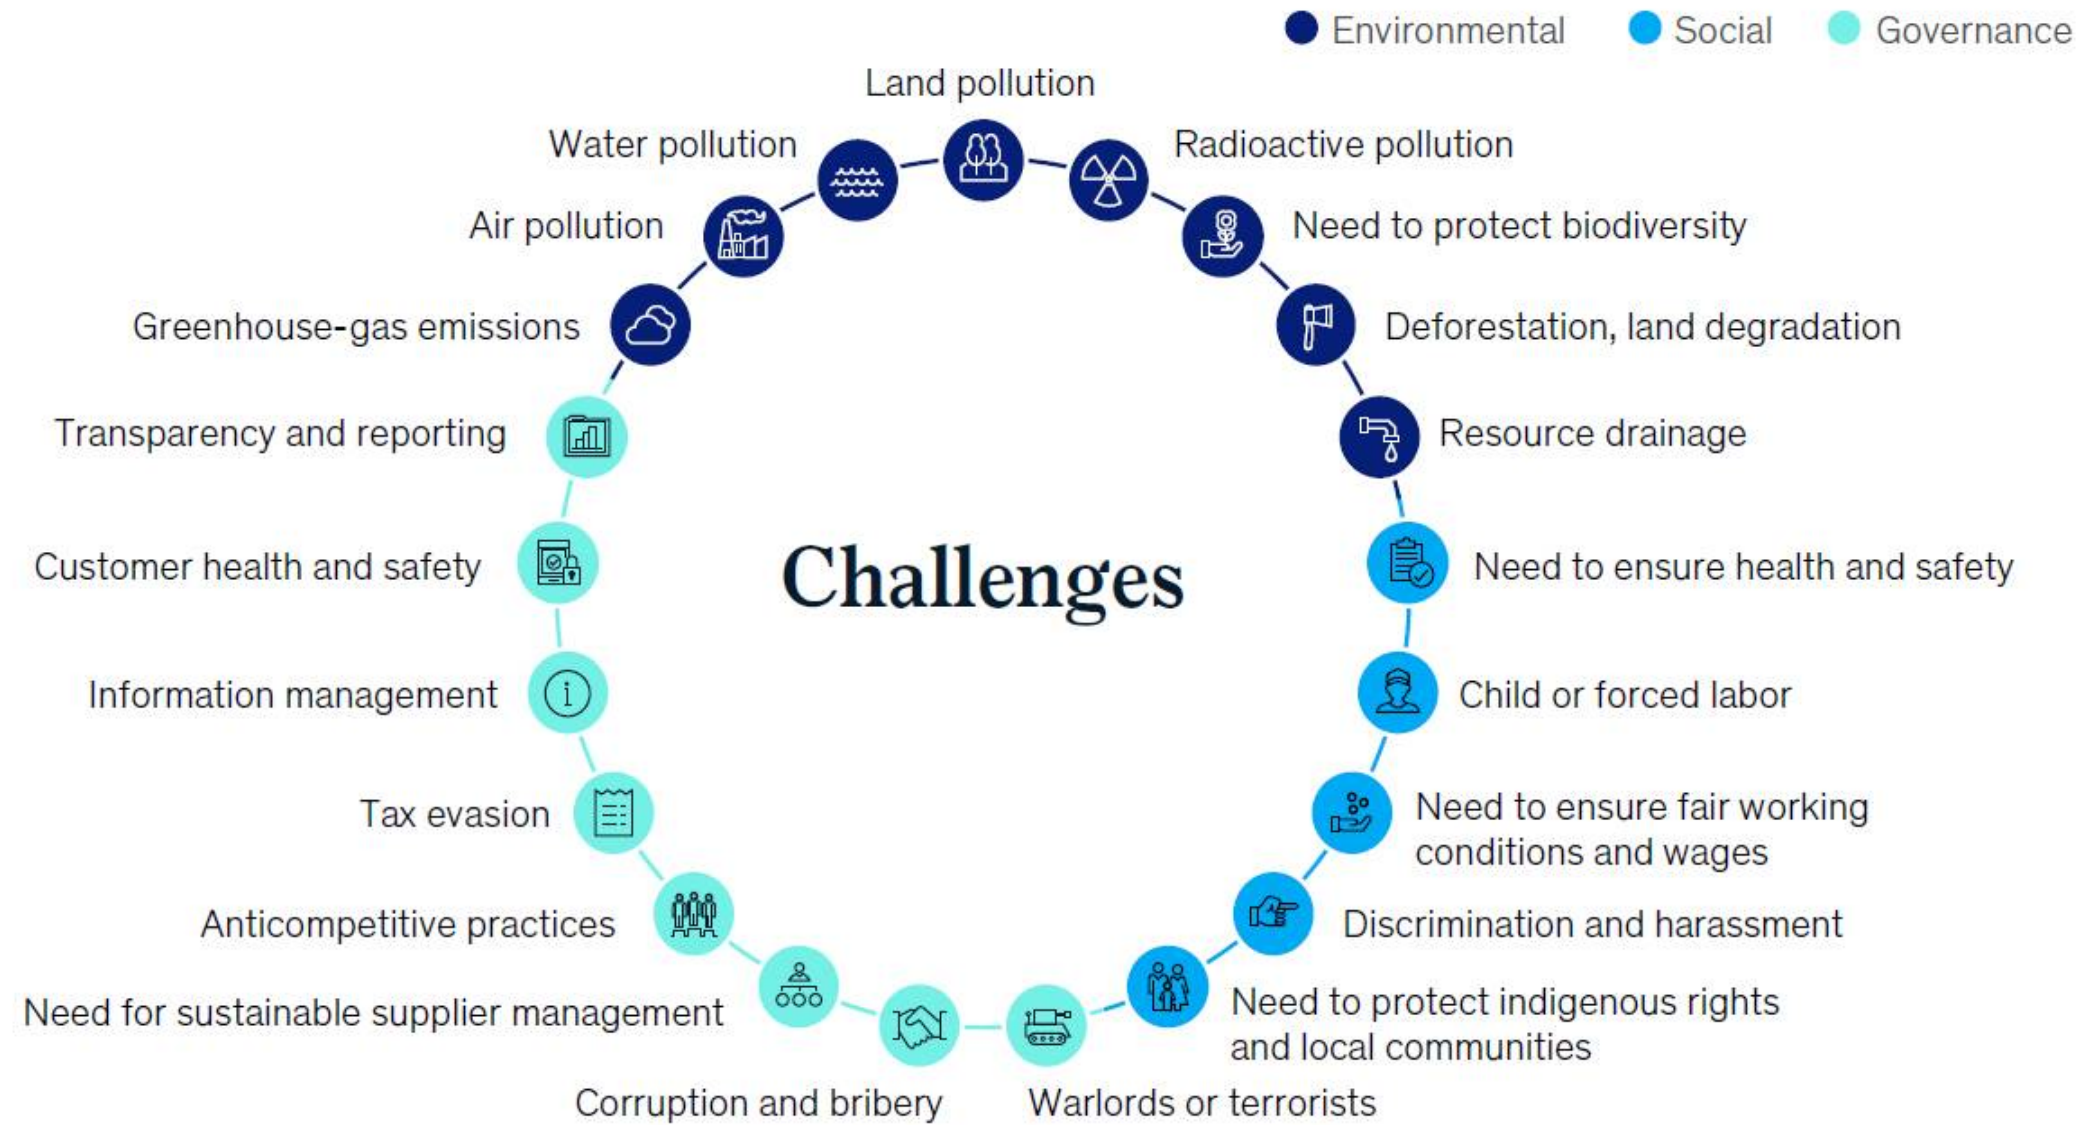 Environmental
Social
Governance
Land pollution
Water pollution
Radioactive pollution
Air pollution
Need to protect biodiversity
Greenhouse-gas emissions
Deforestation, land degradation
Transparency and reporting
Resource drainage
Customer health and safety
Challenges
Need to ensure health and safety
Information management
Child or forced labor
Tax evasion
Need to ensure fair working
conditions and wages
Anticompetitive practices
Discrimination and harassment
Need for sustainable supplier management
Need to protect indigenous rights
and local communities
Corruption and bribery
Warlords or terrorists